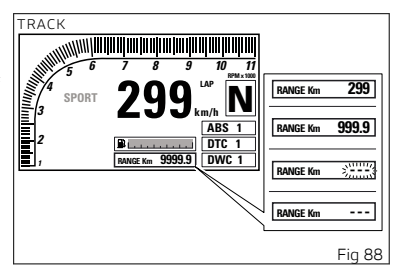 TRACK
1 2 3 4 5 6 7 8 9 10 11
RPM x 1000
SPORT
299 km/h
LAP
N
ABS 1
DTC 1
DWC 1
RANGE Km 9999.9
RANGE Km 299
RANGE Km 999.9
RANGE Km ---
RANGE Km ---
Fig 88